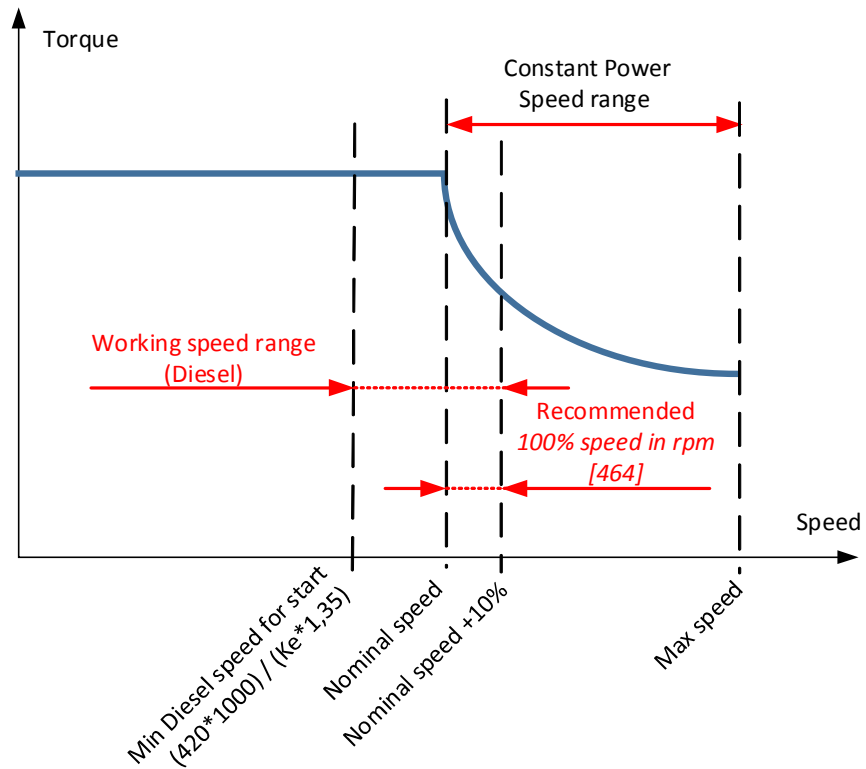 Torque
Constant Power
Speed range
Working speed range
(Diesel)
Recommended
100% speed in rpm
[464]
Speed
Min Diesel speed for start
(420*1000) / (Ke*1,35)
Nominal speed
Nominal speed +10%
Max speed